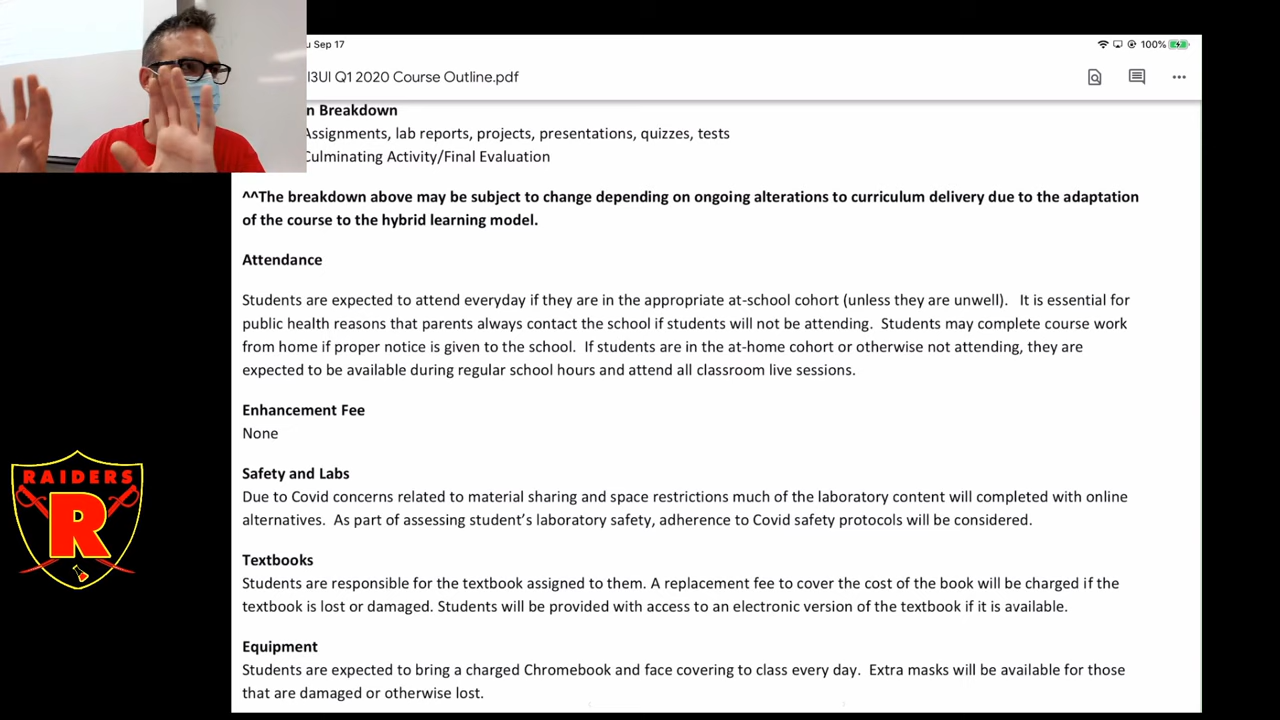 u Sep 17
100%
I3UI Q1 2020 Course Outline.pdf
n Breakdown
Assignments, lab reports, projects, presentations, quizzes, tests
Culminating Activity/Final Evaluation
^^The breakdown above may be subject to change depending on ongoing alterations to curriculum delivery due to the adaptation
of the course to the hybrid learning model.
Attendance
Students are expected to attend everyday if they are in the appropriate at-school cohort (unless they are unwell). It is essential for
public health reasons that parents always contact the school if students will not be attending. Students may complete course work
from home if proper notice is given to the school. If students are in the at-home cohort or otherwise not attending, they are
expected to be available during regular school hours and attend all classroom live sessions.
Enhancement Fee
None
Safety and Labs
Due to Covid concerns related to material sharing and space restrictions much of the laboratory content will completed with online
alternatives. As part of assessing student's laboratory safety, adherence to Covid safety protocols will be considered.
Textbooks
Students are responsible for the textbook assigned to them. A replacement fee to cover the cost of the book will be charged if the
textbook is lost or damaged. Students will be provided with access to an electronic version of the textbook if it is available.
Equipment
Students are expected to bring a charged Chromebook and face covering to class every day. Extra masks will be available for those
that are damaged or otherwise lost.
RAIDERS
R